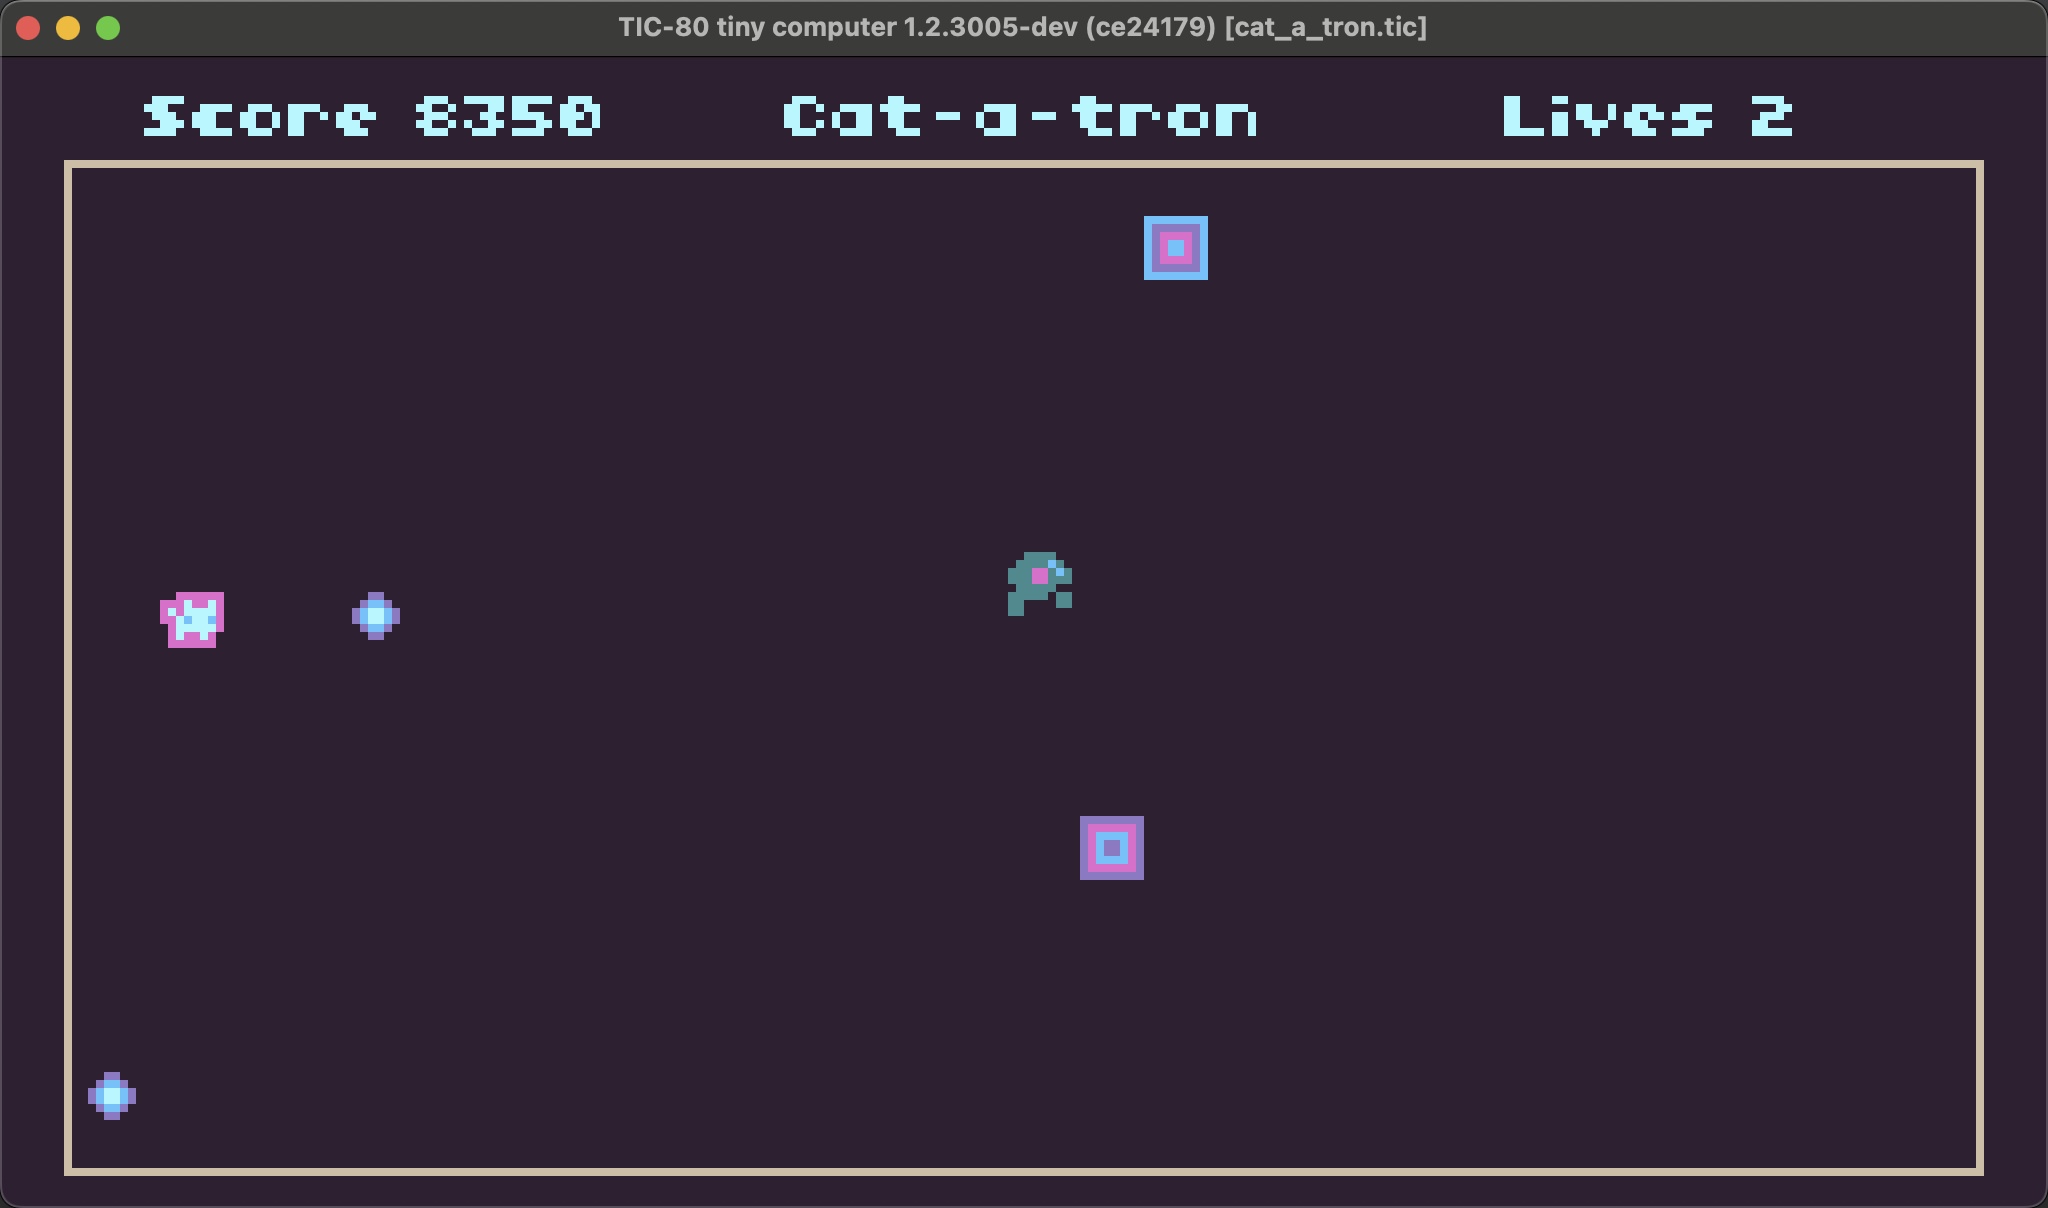 TIC-80 tiny computer 1.2.3005-dev (ce24179) [cat_a_tron.tic]
Score 8350 Cat-a-tron Lives 2